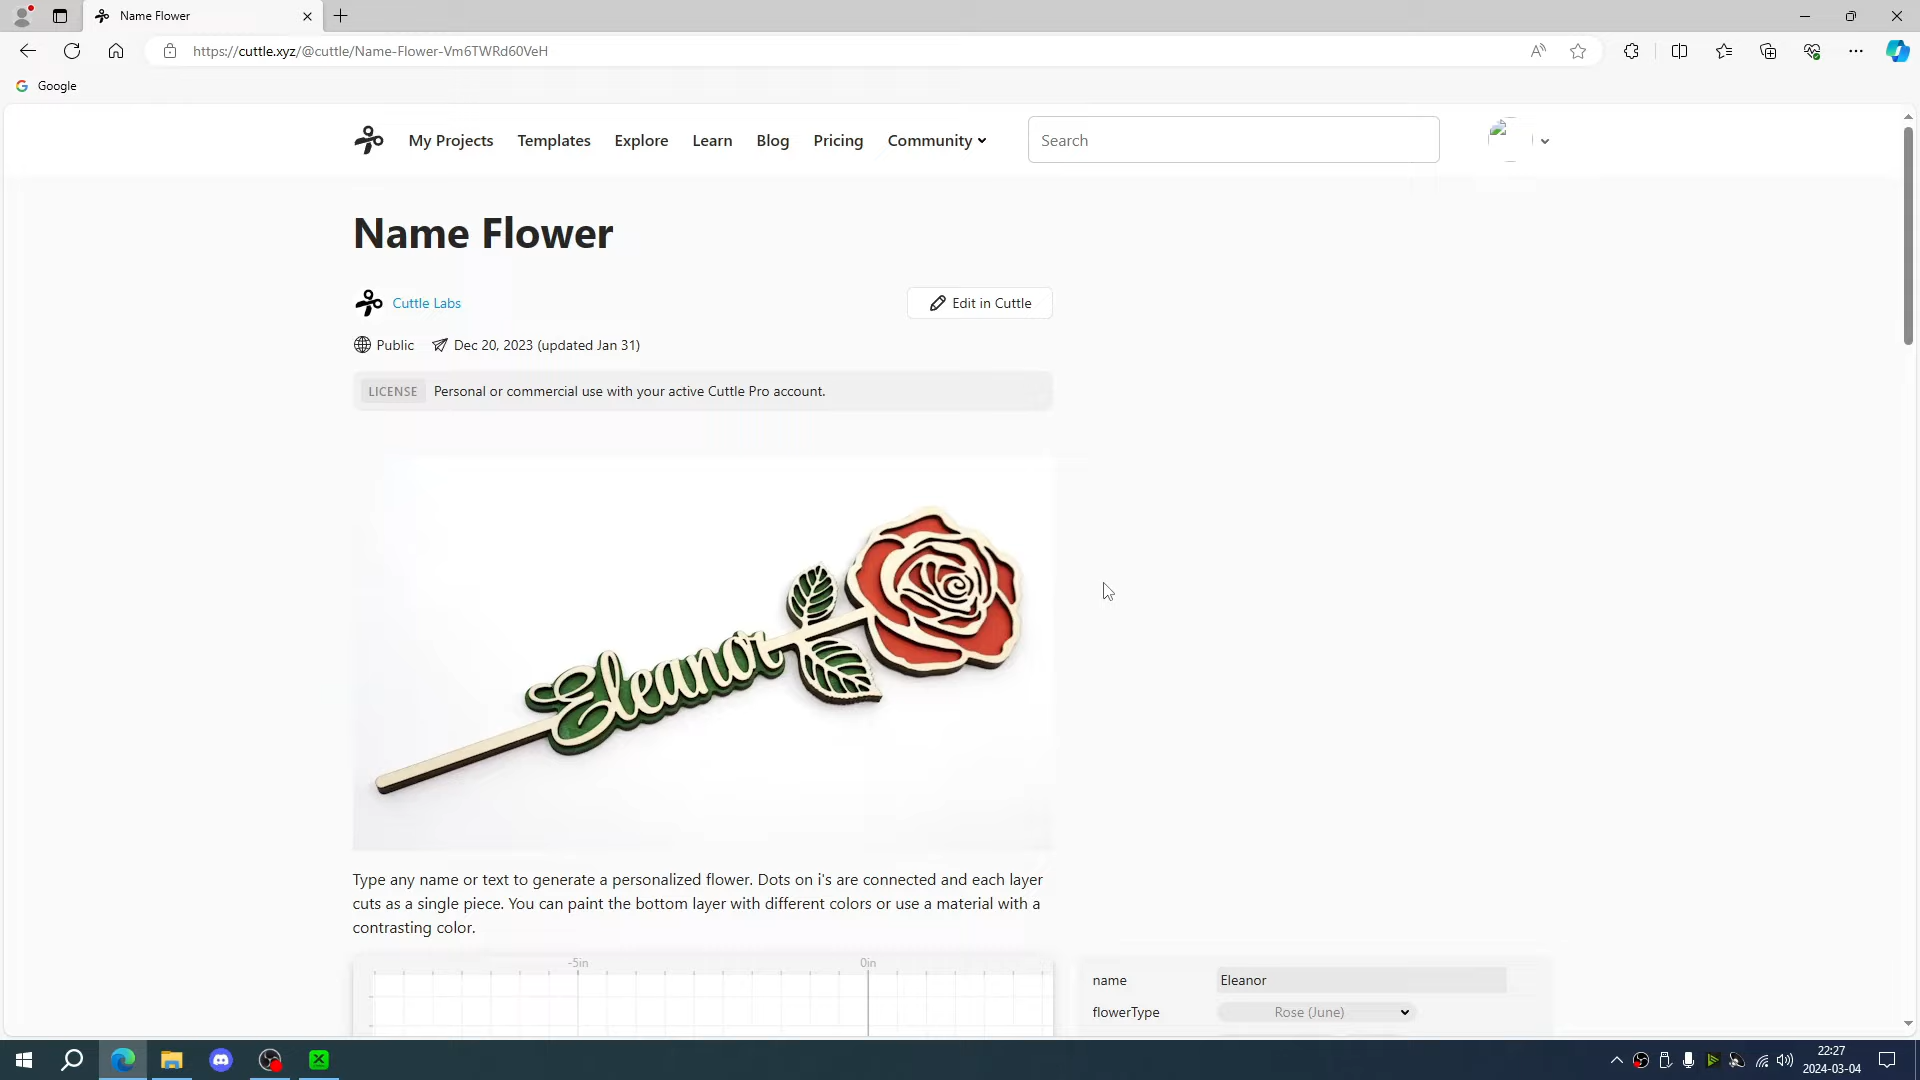 Name Flower
https://cuttle.xyz/@cuttle/Name-Flower-Vm6TWRd60VeH
Google
My Projects Templates Explore Learn Blog Pricing Community Search
Name Flower
Cuttle Labs Edit in Cuttle
Public Dec 20, 2023 (updated Jan 31)
LICENSE Personal or commercial use with your active Cuttle Pro account.
Eleanor
Type any name or text to generate a personalized flower. Dots on i's are connected and each layer
cuts as a single piece. You can paint the bottom layer with different colors or use a material with a
contrasting color.
-5in 0in
name Eleanor
flowerType Rose (June)
22:27
2024-03-04